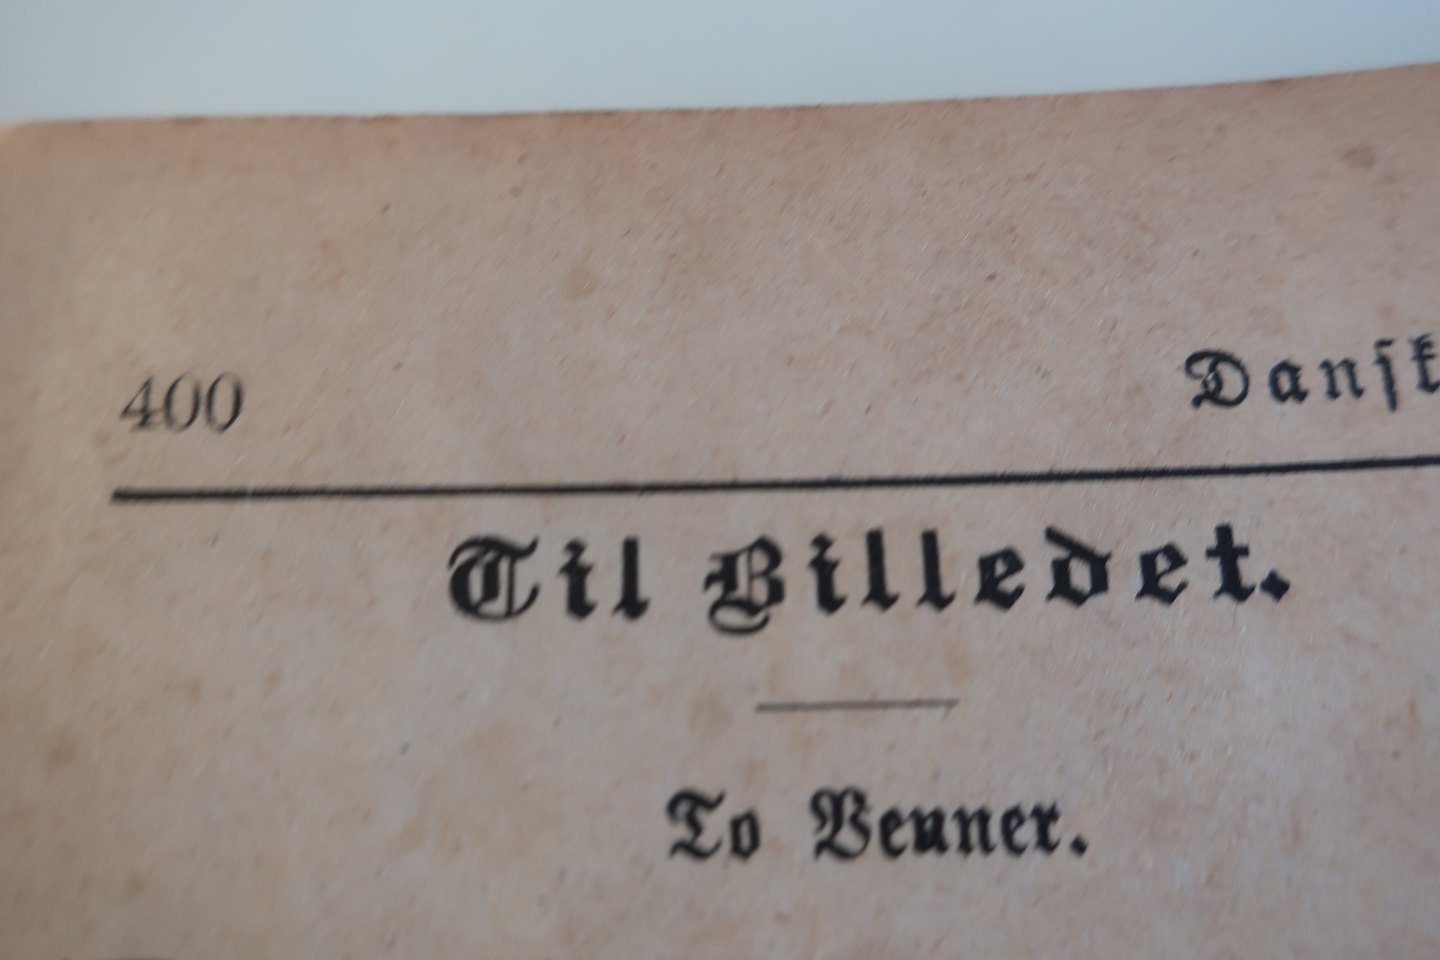 400 Dansk
Til Billedet.
To Venner.